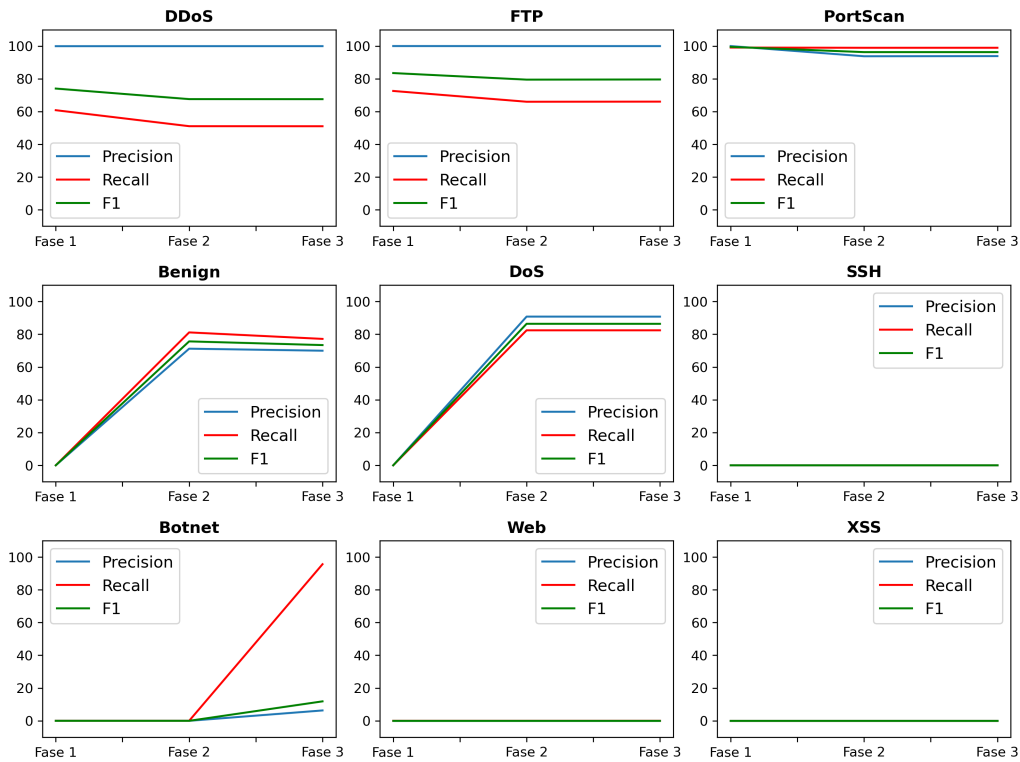 DDoS
100
80
60
40
20
0
Precision
Recall
F1
Fase 1 Fase 2 Fase 3
FTP
100
80
60
40
20
0
Precision
Recall
F1
Fase 1 Fase 2 Fase 3
PortScan
100
80
60
40
20
0
Precision
Recall
F1
Fase 1 Fase 2 Fase 3
Benign
100
80
60
40
20
0
Precision
Recall
F1
Fase 1 Fase 2 Fase 3
DoS
100
80
60
40
20
0
Precision
Recall
F1
Fase 1 Fase 2 Fase 3
SSH
100
80
60
40
20
0
Precision
Recall
F1
Fase 1 Fase 2 Fase 3
Botnet
100
80
60
40
20
0
Precision
Recall
F1
Fase 1 Fase 2 Fase 3
Web
100
80
60
40
20
0
Precision
Recall
F1
Fase 1 Fase 2 Fase 3
XSS
100
80
60
40
20
0
Precision
Recall
F1
Fase 1 Fase 2 Fase 3